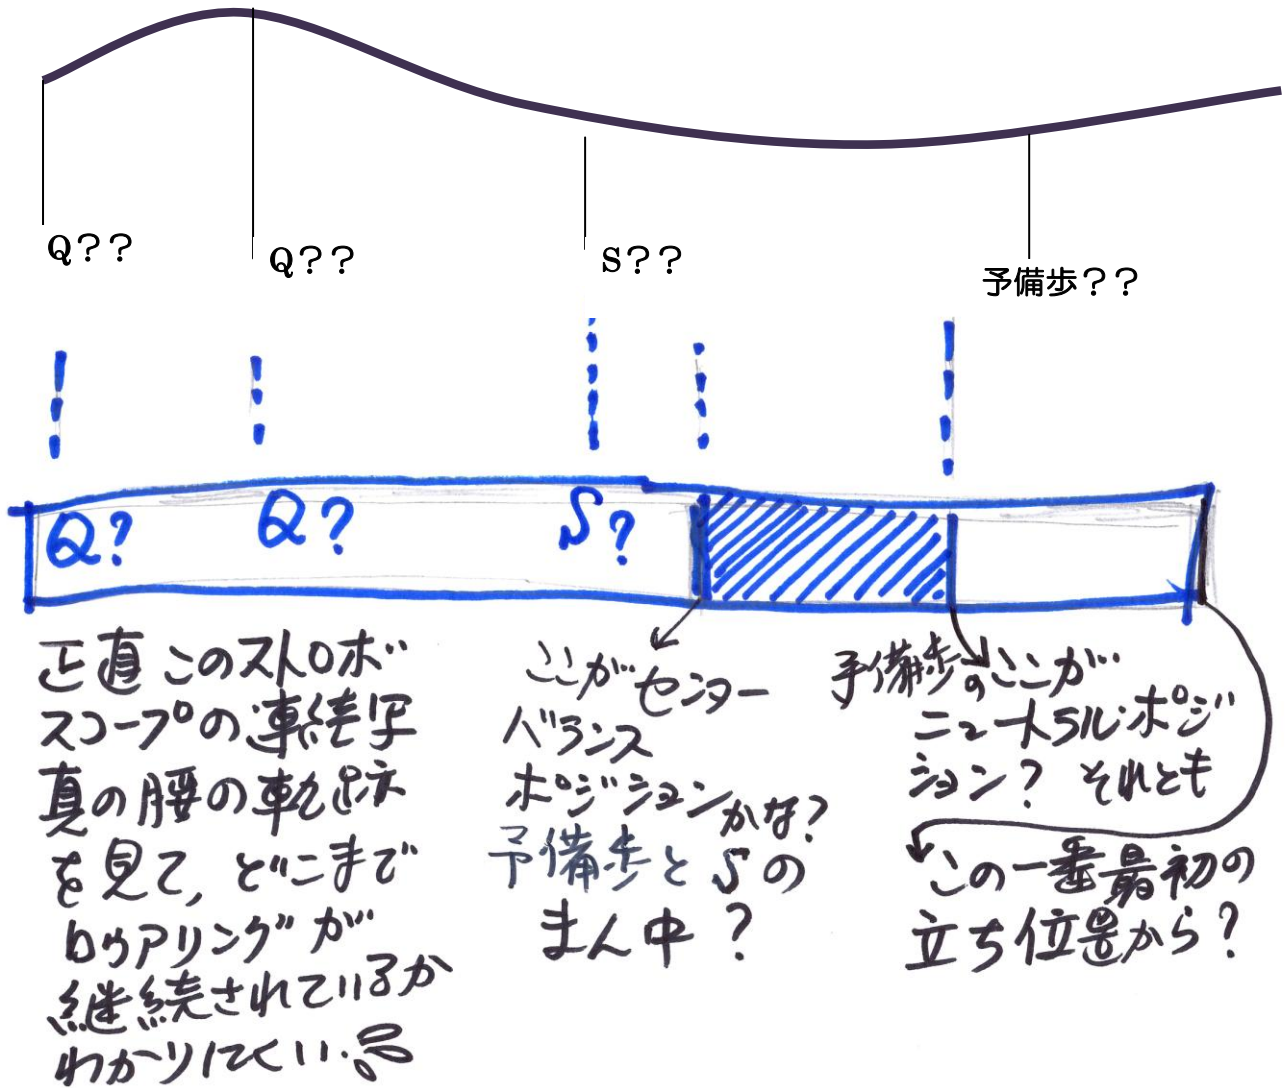 Q??
Q??
S??
予備歩??
Q?
Q?
S?
正直このストロボ
スコープの連続写
真の腰の軌跡
を見て、どこまで
ロウアリングが
継続されているか
わかりにくい・
ここがセンター
バランス
ポジションかな?
予備歩とSの
まん中?
予備歩のここが
ニュートラル・ポジ
ション? それとも
この一番最初の
立ち位置から?